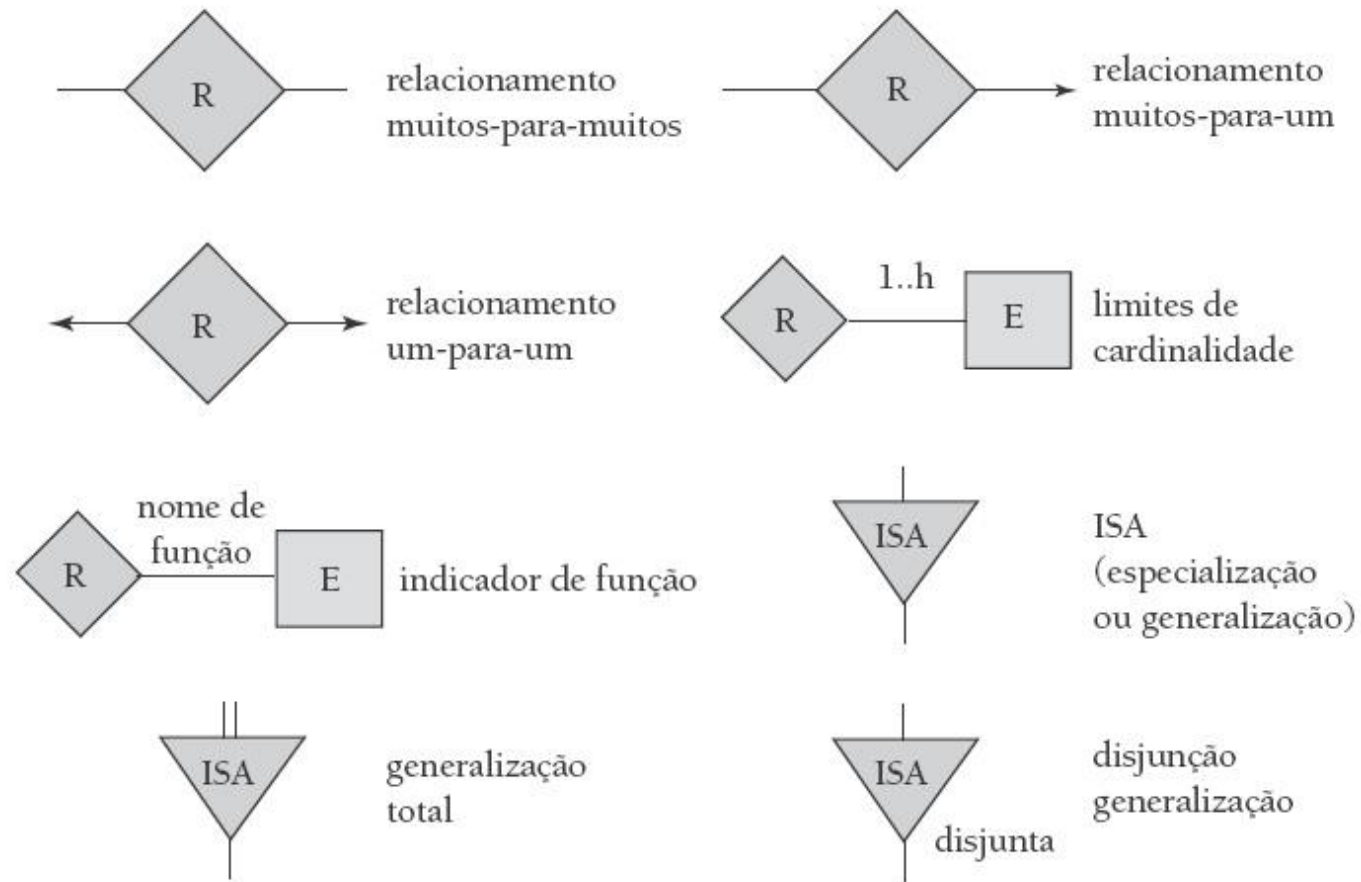 R
relacionamento
muitos-para-muitos
R
relacionamento
muitos-para-um
R
relacionamento
um-para-um
R
1..h
E
limites de
cardinalidade
R
nome de
função
E
indicador de função
ISA
ISA
(especialização
ou generalização)
ISA
generalização
total
ISA
disjunta
disjunção
generalização